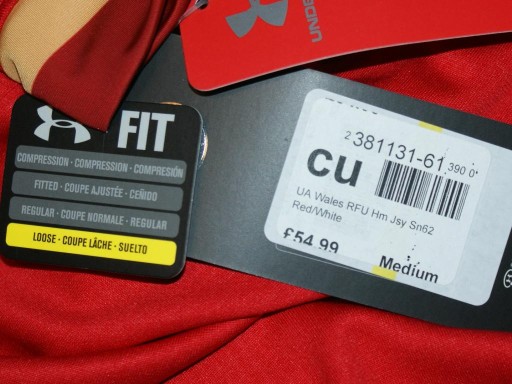 UNDE
FIT
COMPRESSION · COMPRESSION · COMPRESIÓN
FITTED · COUPE AJUSTÉE · CEÑIDO
REGULAR · COUPE NORMALE · REGULAR
LOOSE · COUPE LÂCHE · SUELTO
2 381131-61 390 0*
CU
UA Wales RFU Hm Jsy Sn62
Red/White
£54.99
Medium